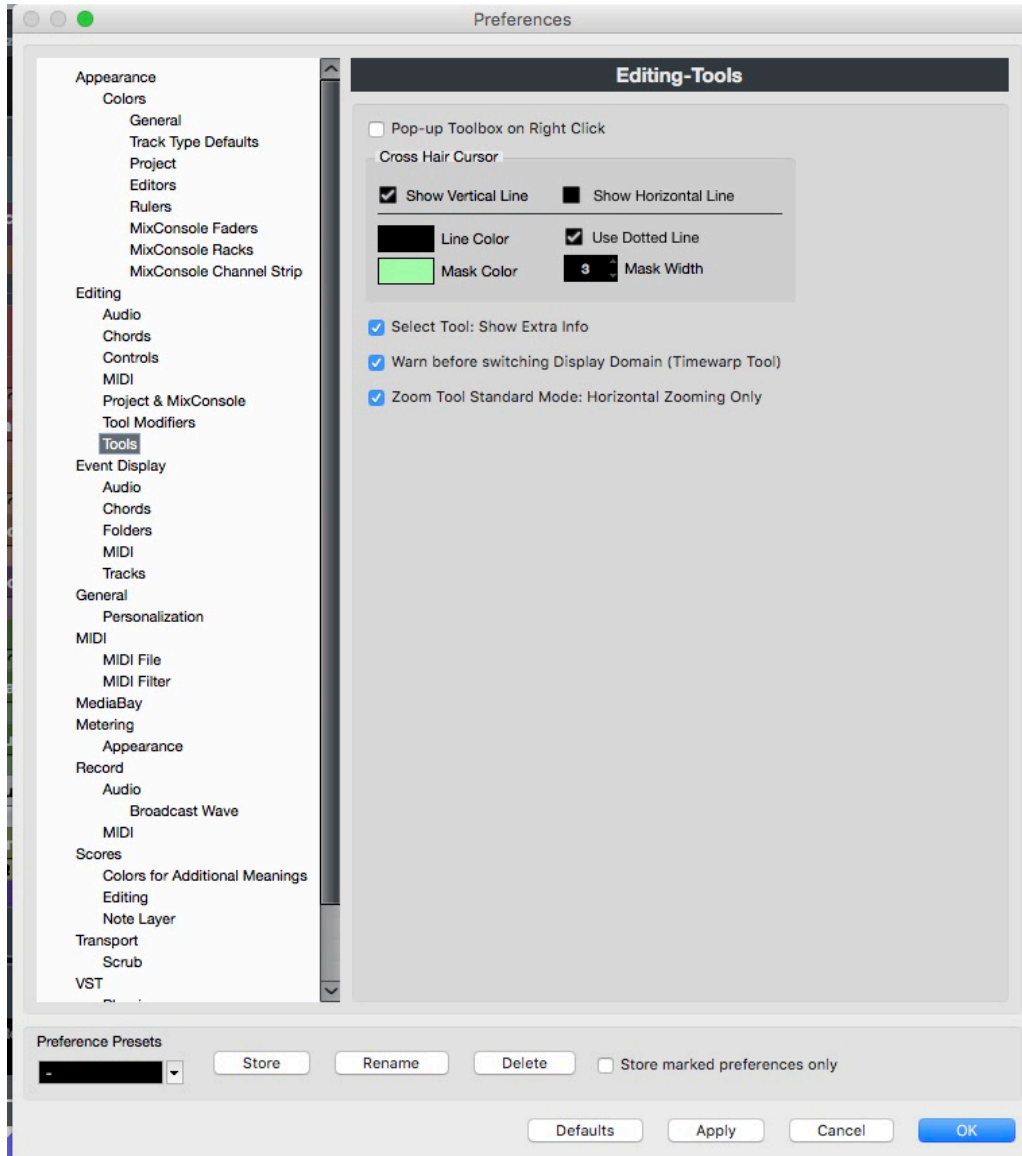 Preferences
Appearance
Colors
General
Track Type Defaults
Project
Editors
Rulers
MixConsole Faders
MixConsole Racks
MixConsole Channel Strip
Editing
Audio
Chords
Controls
MIDI
Project & MixConsole
Tool Modifiers
Tools
Event Display
Audio
Chords
Folders
MIDI
Tracks
General
Personalization
MIDI
MIDI File
MIDI Filter
MediaBay
Metering
Appearance
Record
Audio
Broadcast Wave
MIDI
Scores
Colors for Additional Meanings
Editing
Note Layer
Transport
Scrub
VST
Editing-Tools
Pop-up Toolbox on Right Click
Cross Hair Cursor
Show Vertical Line Show Horizontal Line
Line Color Use Dotted Line
Mask Color 3 Mask Width
Select Tool: Show Extra Info
Warn before switching Display Domain (Timewarp Tool)
Zoom Tool Standard Mode: Horizontal Zooming Only
Preference Presets
- Store Rename Delete Store marked preferences only
Defaults Apply Cancel OK